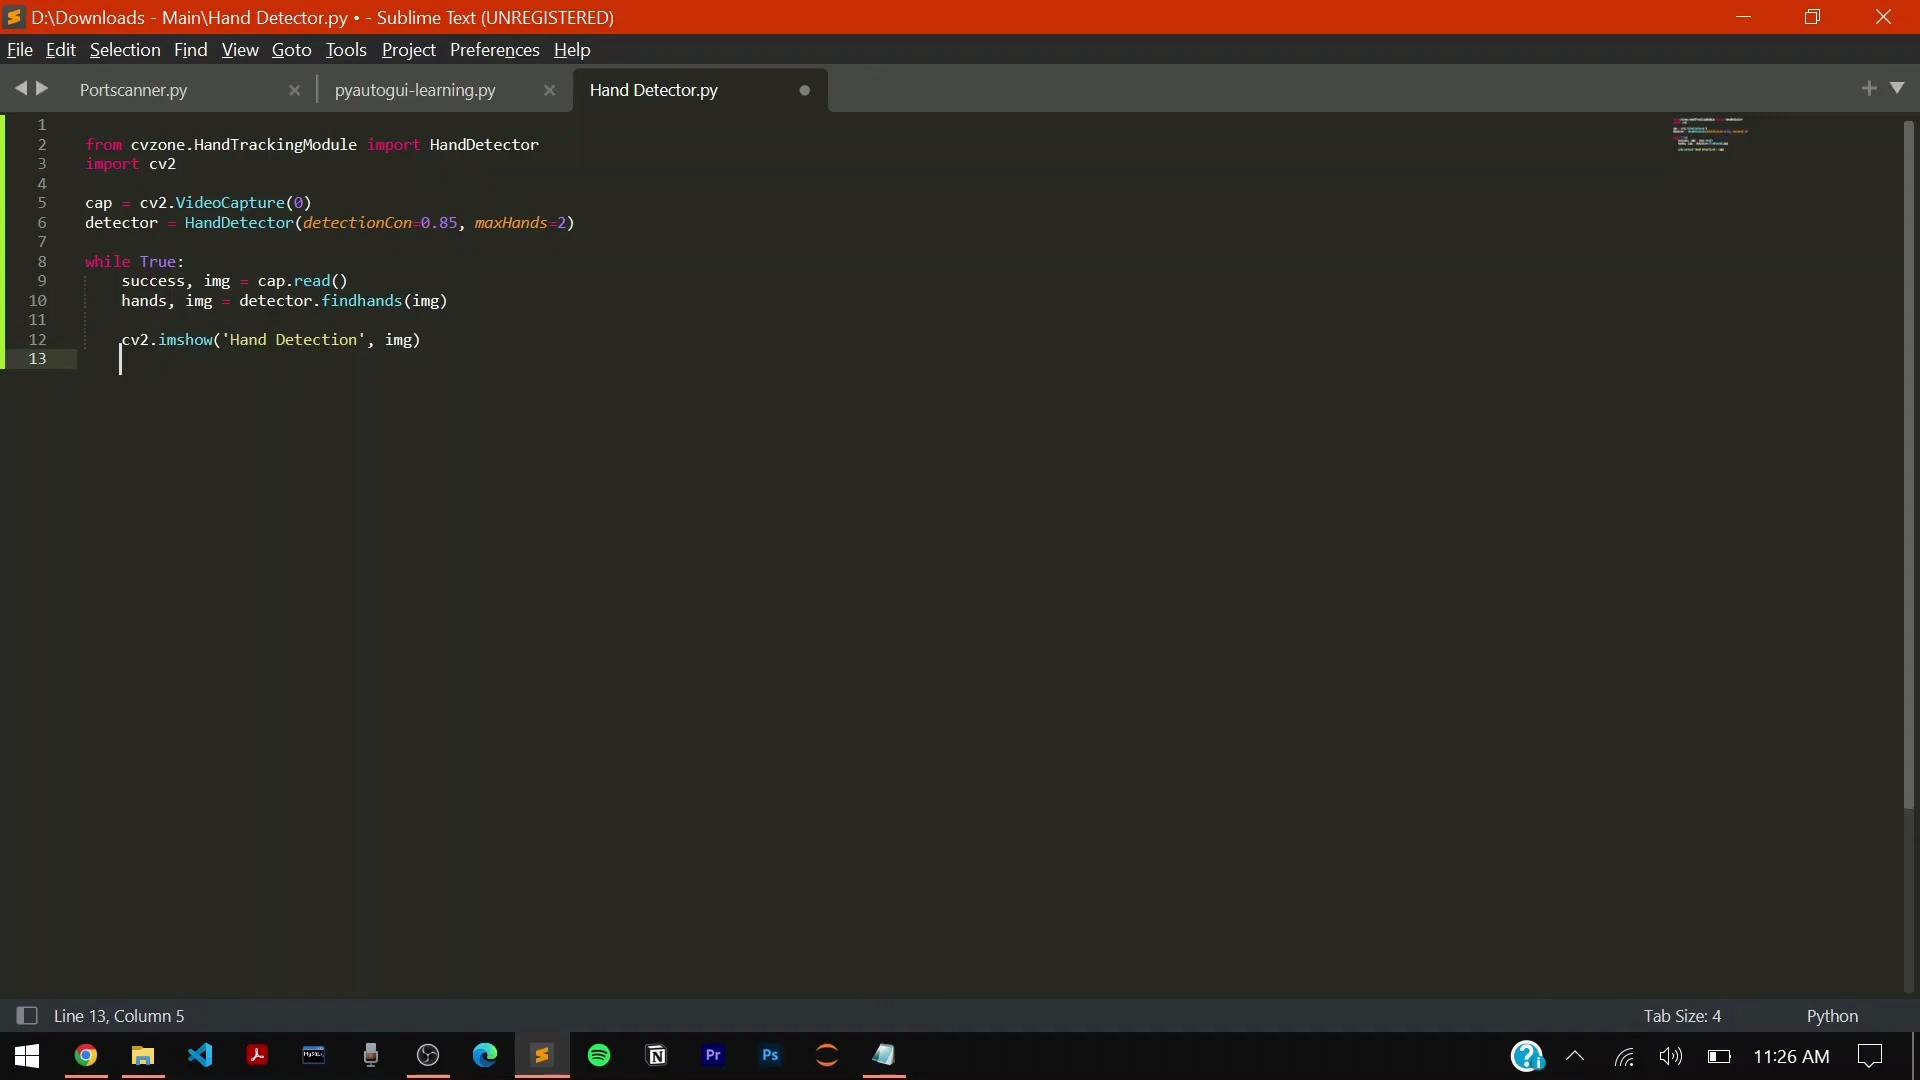 D:\Downloads - Main\Hand Detector.py • - Sublime Text (UNREGISTERED)
File Edit Selection Find View Goto Tools Project Preferences Help
Portscanner.py pyautogui-learning.py Hand Detector.py
1
2 from cvzone.HandTrackingModule import HandDetector
3 import cv2
4
5 cap = cv2.VideoCapture(0)
6 detector = HandDetector(detectionCon=0.85, maxHands=2)
7
8 while True:
9 success, img = cap.read()
10 hands, img = detector.findhands(img)
11
12 cv2.imshow('Hand Detection', img)
13
Line 13, Column 5 Tab Size: 4 Python
MySQL Pr Ps 11:26 AM